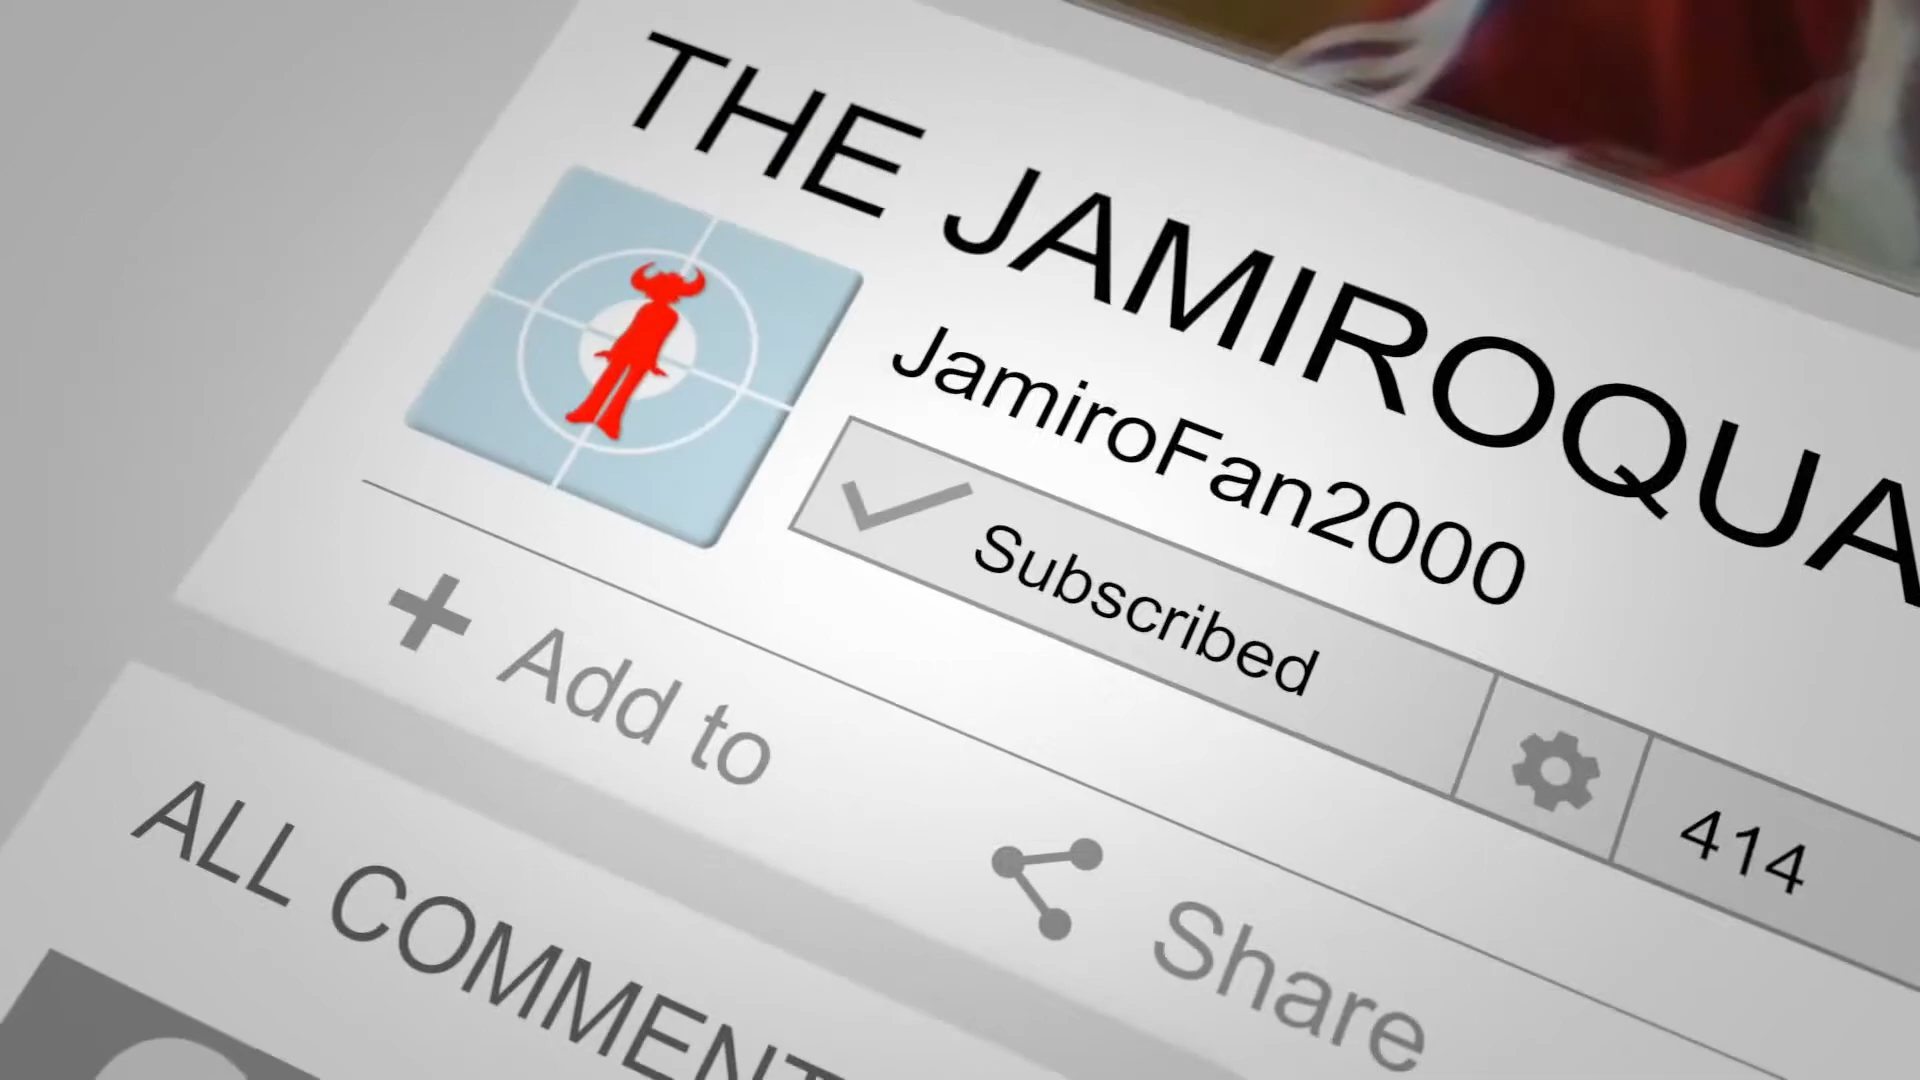 THE JAMIROQUA
JamiroFan2000
Subscribed
414
Add to
Share
ALL COMMENT